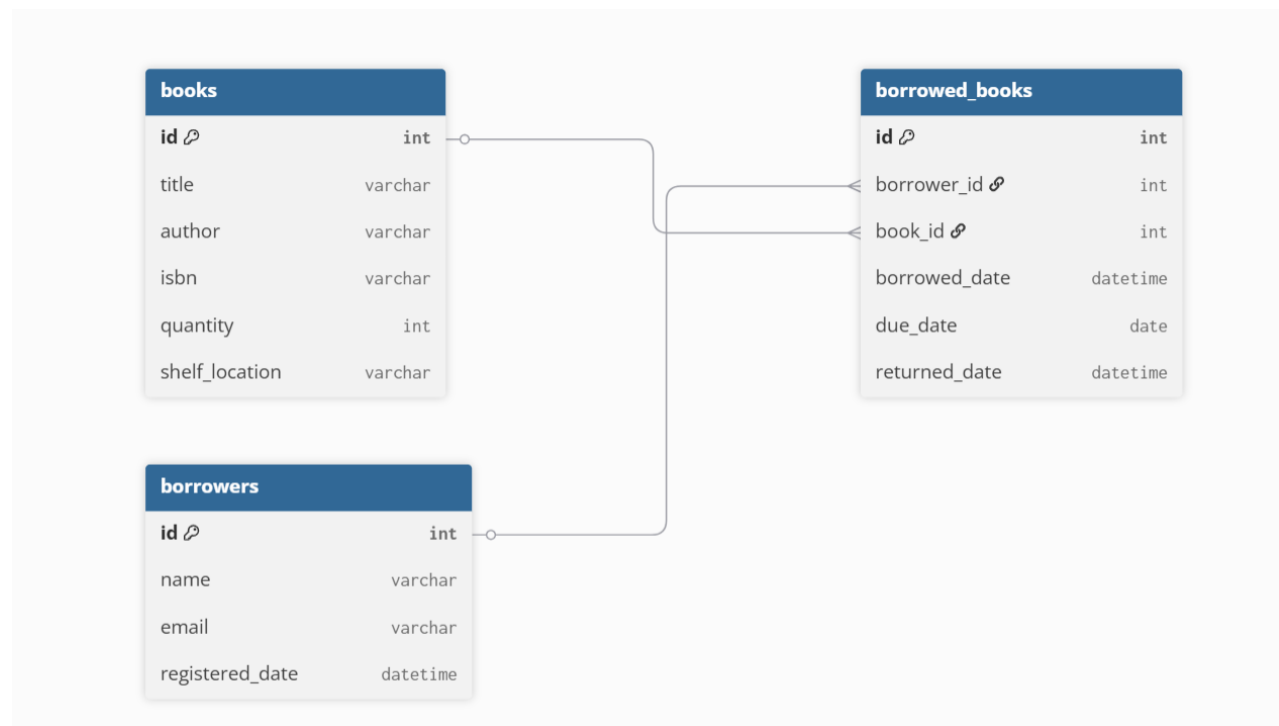 books
id int
title varchar
author varchar
isbn varchar
quantity int
shelf_location varchar
borrowed_books
id int
borrower_id int
book_id int
borrowed_date datetime
due_date date
returned_date datetime
borrowers
id int
name varchar
email varchar
registered_date datetime